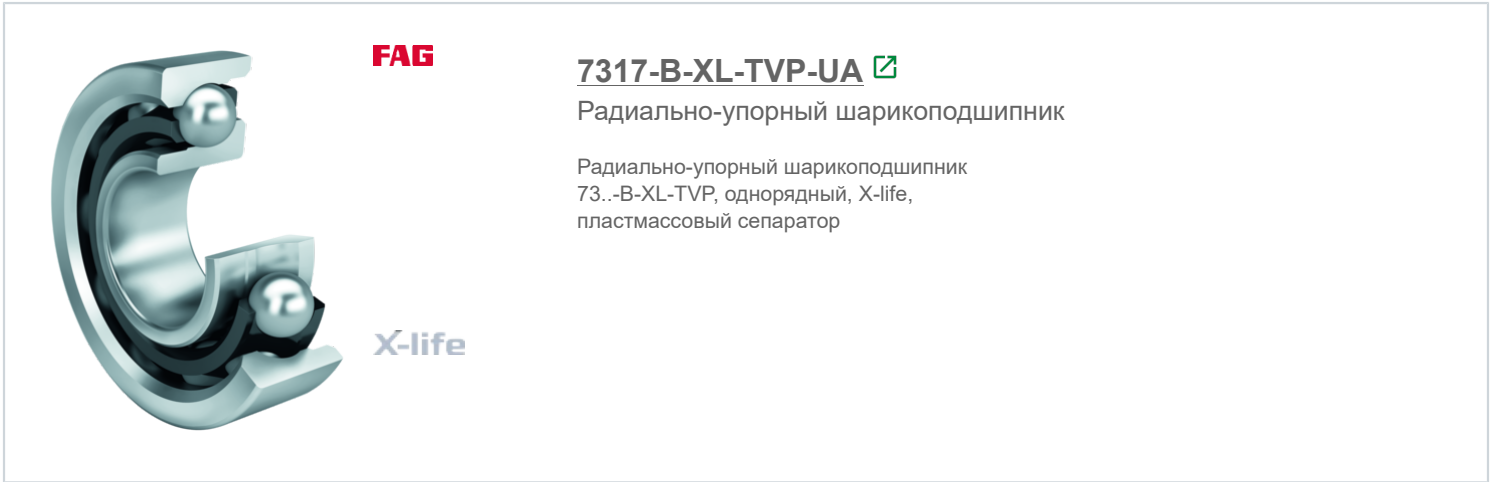 FAG
7317-B-XL-TVP-UA
Радиально-упорный шарикоподшипник
Радиально-упорный шарикоподшипник
73..-B-XL-TVP, однорядный, X-life,
пластмассовый сепаратор
X-life